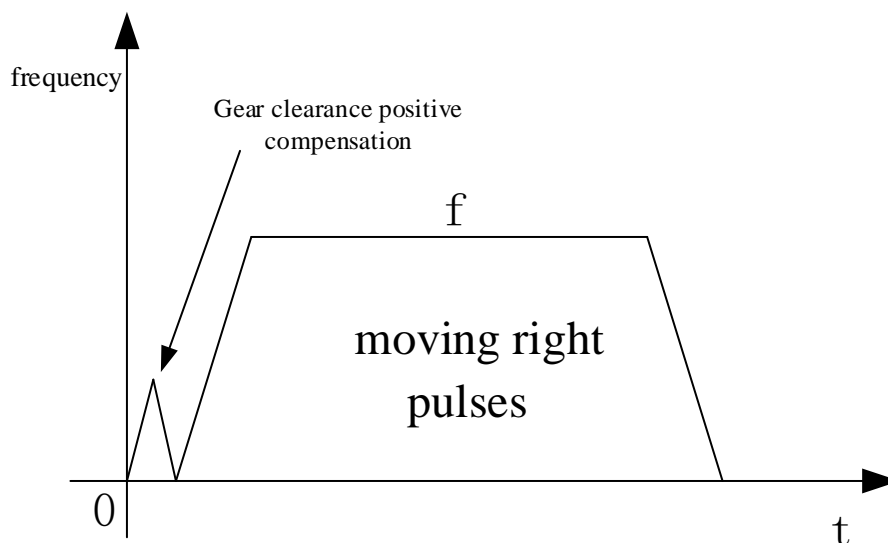 frequency
Gear clearance positive
compensation
f
moving right
pulses
0
t